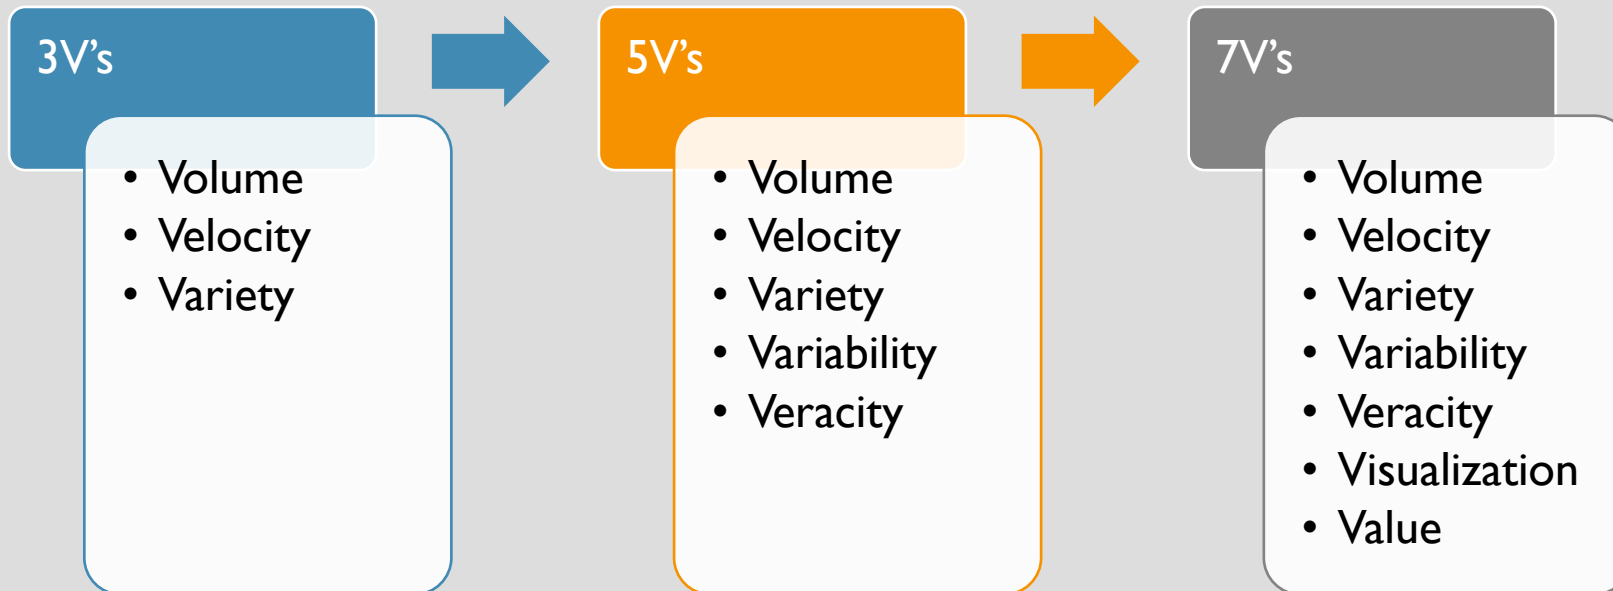 3V’s
• Volume
• Velocity
• Variety
5V’s
• Volume
• Velocity
• Variety
• Variability
• Veracity
7V’s
• Volume
• Velocity
• Variety
• Variability
• Veracity
• Visualization
• Value